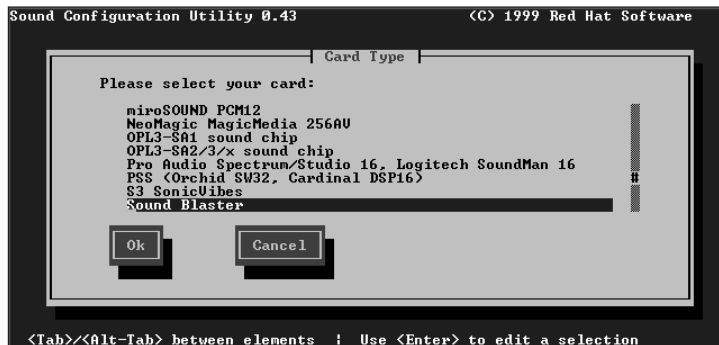 Sound Configuration Utility 0.43 (C) 1999 Red Hat Software
Card Type
Please select your card:
miroSOUND PCM12
NeoMagic MagicMedia 256AV
OPL3-SA1 sound chip
OPL3-SA2/3/x sound chip
Pro Audio Spectrum/Studio 16, Logitech SoundMan 16
PSS (Orchid SW32, Cardinal DSP16) #
S3 SonicVibes
Sound Blaster
Ok Cancel
<Tab>/<Alt-Tab> between elements | Use <Enter> to edit a selection